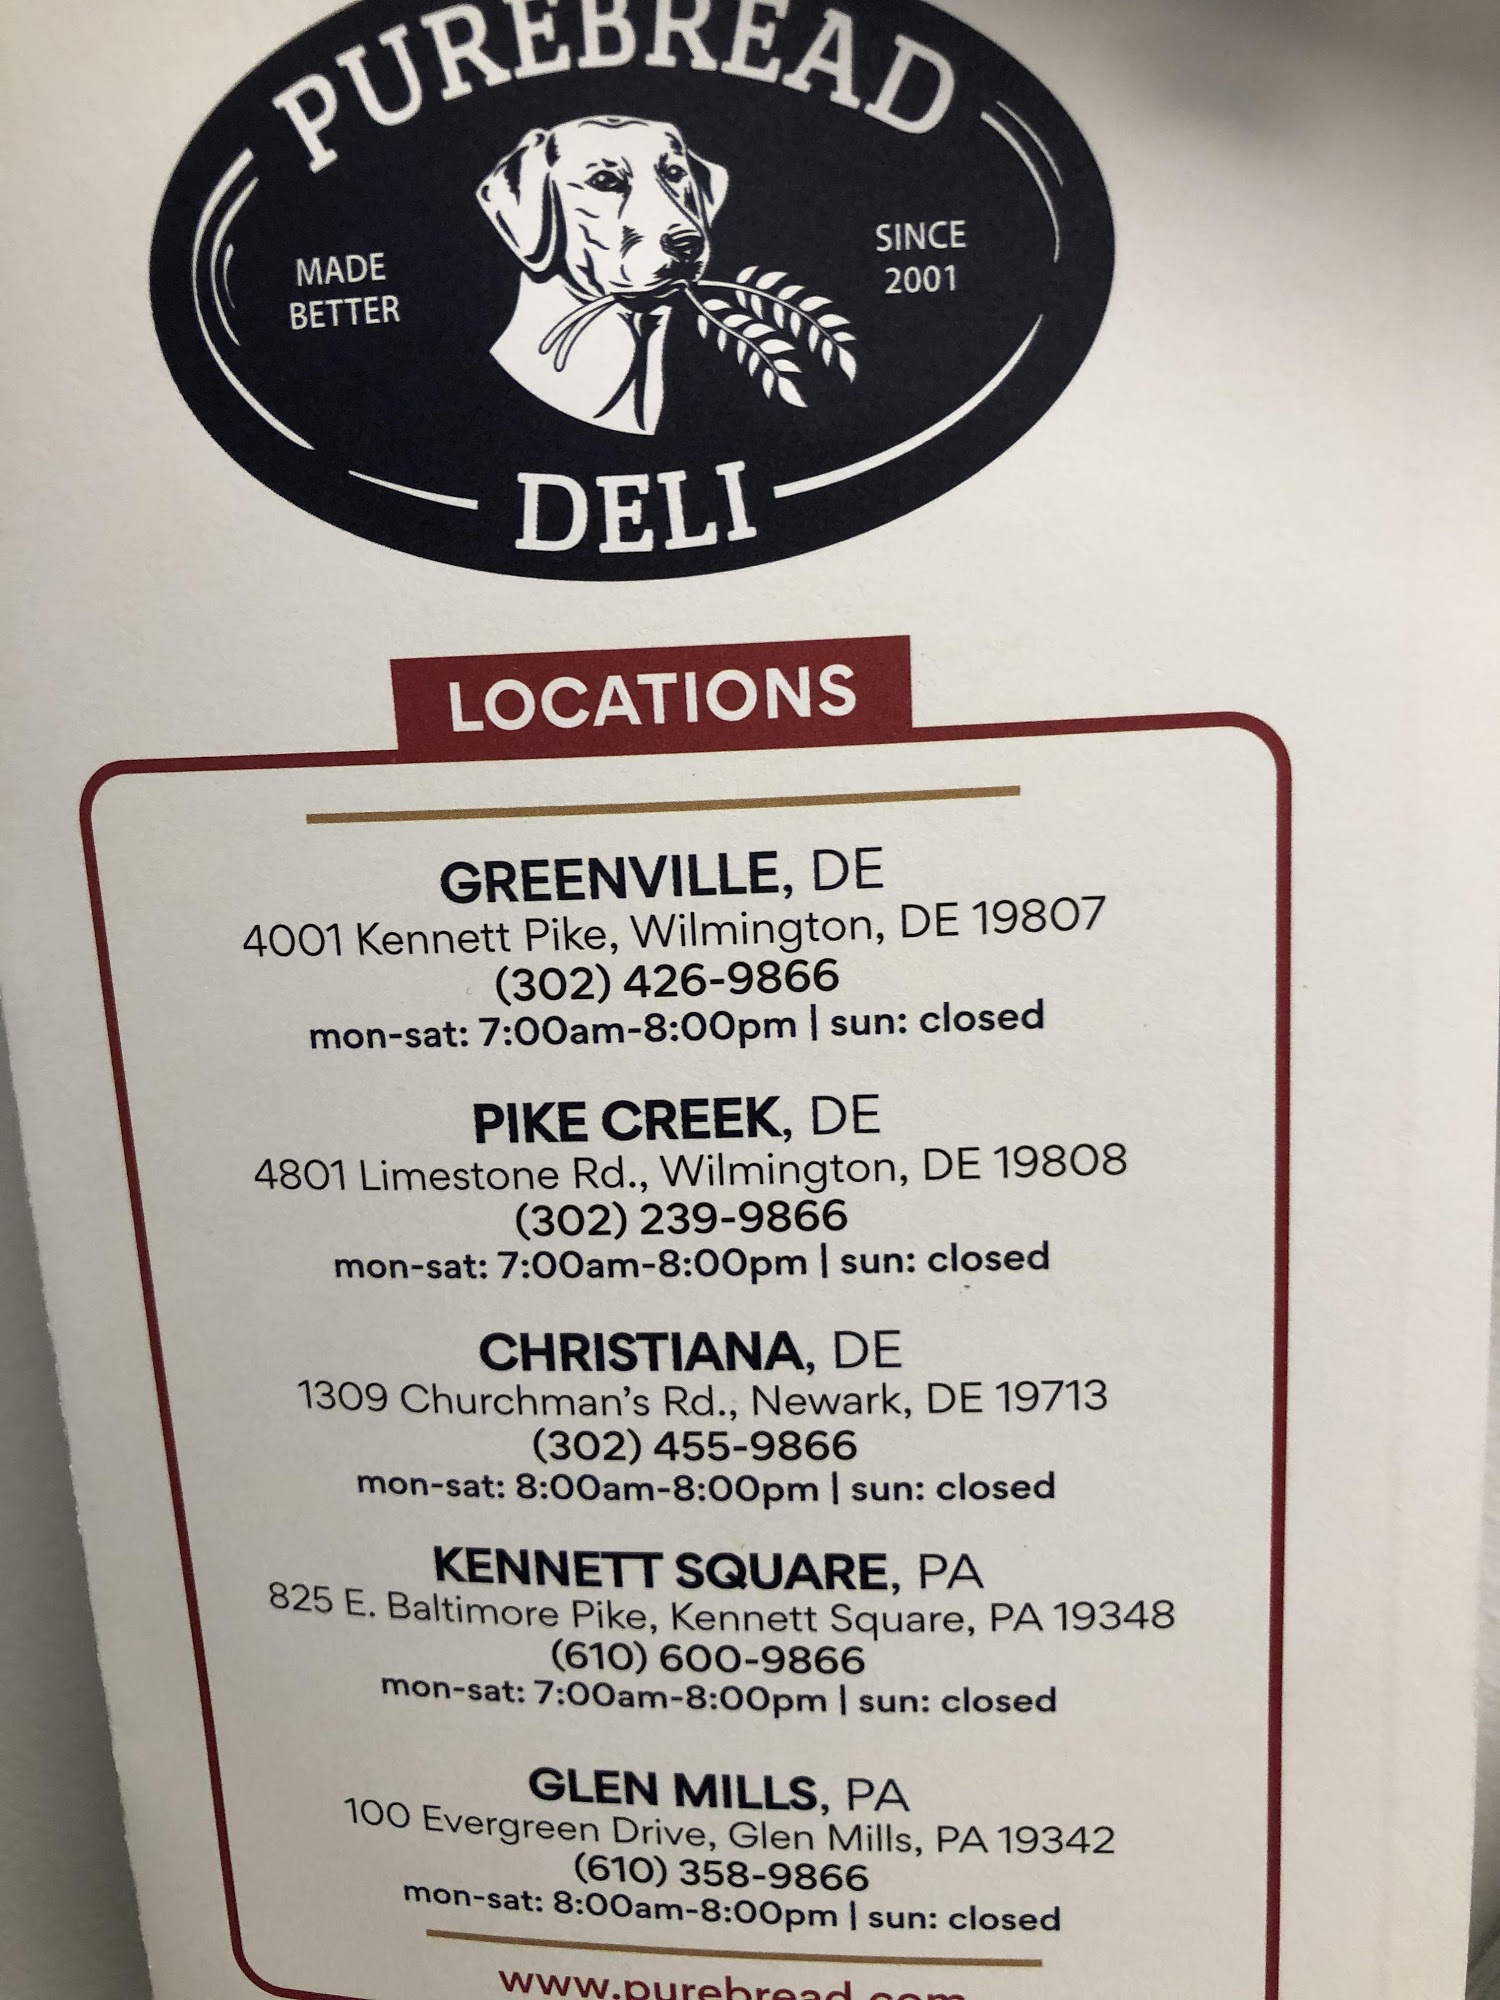 PUREBREAD
MADE
BETTER
SINCE
2001
DELI
LOCATIONS
GREENVILLE, DE
4001 Kennett Pike, Wilmington, DE 19807
(302) 426-9866
mon-sat: 7:00am-8:00pm | sun: closed
PIKE CREEK, DE
4801 Limestone Rd., Wilmington, DE 19808
(302) 239-9866
mon-sat: 7:00am-8:00pm | sun: closed
CHRISTIANA, DE
1309 Churchman's Rd., Newark, DE 19713
(302) 455-9866
mon-sat: 8:00am-8:00pm | sun: closed
KENNETT SQUARE, PA
825 E. Baltimore Pike, Kennett Square, PA 19348
(610) 600-9866
mon-sat: 7:00am-8:00pm | sun: closed
GLEN MILLS, PA
100 Evergreen Drive, Glen Mills, PA 19342
(610) 358-9866
mon-sat: 8:00am-8:00pm | sun: closed
www.purebread.com